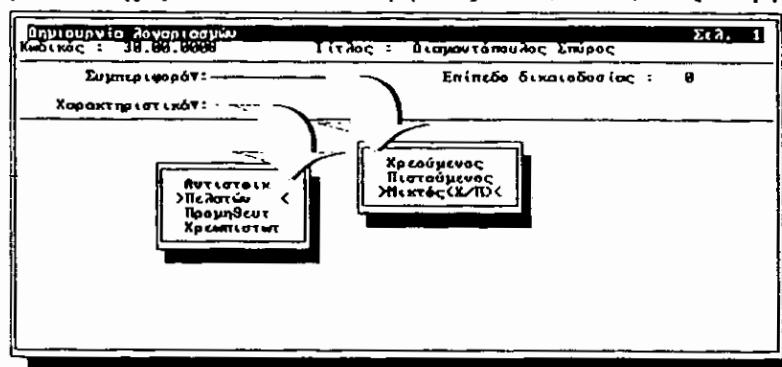 Δημιουργία λογαριασμών Σελ. 1
Κωδικός : 30.00.0000 Τίτλος : Διαμαντόπουλος Σπύρος
Συμπεριφορά▼: Επίπεδο δικαιοδοσίας : 0
Χαρακτηριστικά▼:
Χρεούμενος
Πιστούμενος
>Μικτός(Χ/Π)<
Αντιστοιχ
>Πελατών <
Προμηθευτ
Χρεωπιστωτ